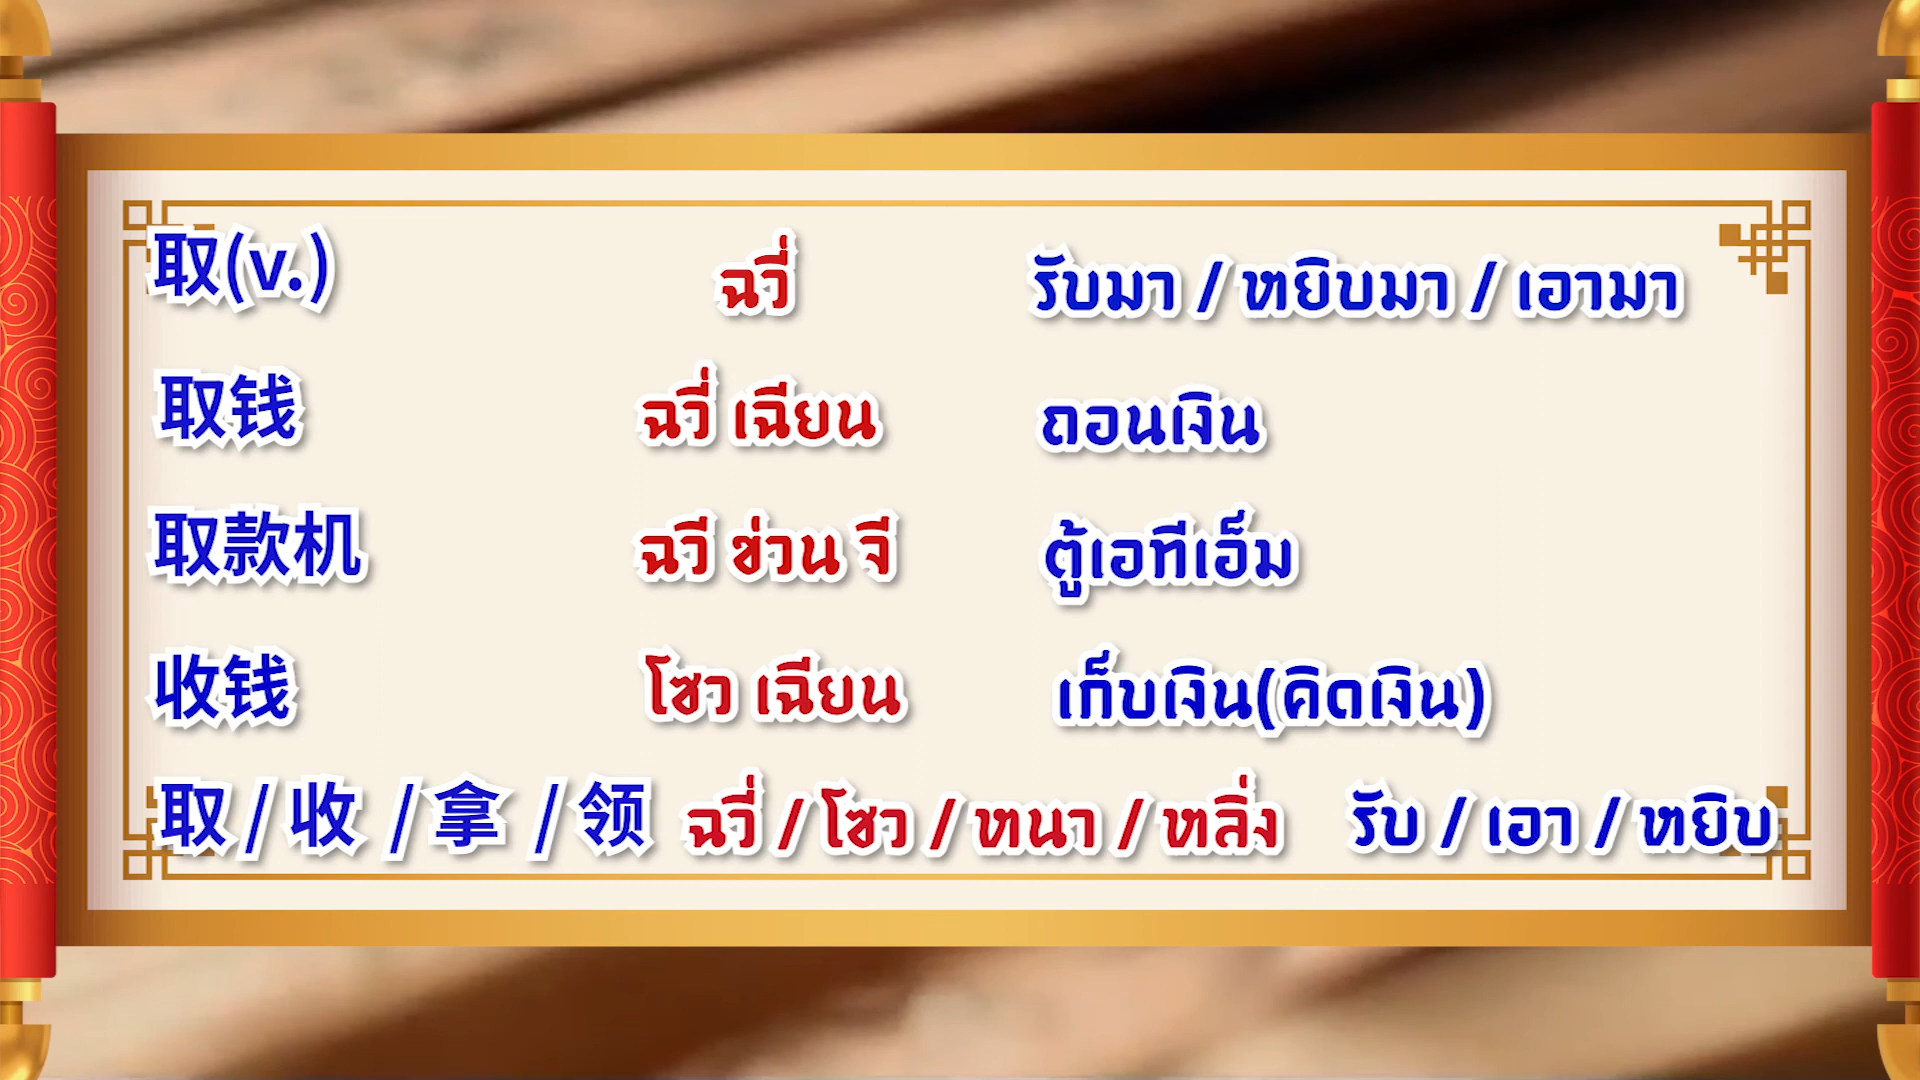 取(v.) ฉวี่ รับมา / หยิบมา / เอามา
取钱 ฉวี่ เฉียน ถอนเงิน
取款机 ฉวี ข่วน จี ตู้เอทีเอ็ม
收钱 โซว เฉียน เก็บเงิน(คิดเงิน)
取 / 收 / 拿 / 领 ฉวี่ / โซว / หนา / หลิ่ง รับ / เอา / หยิบ